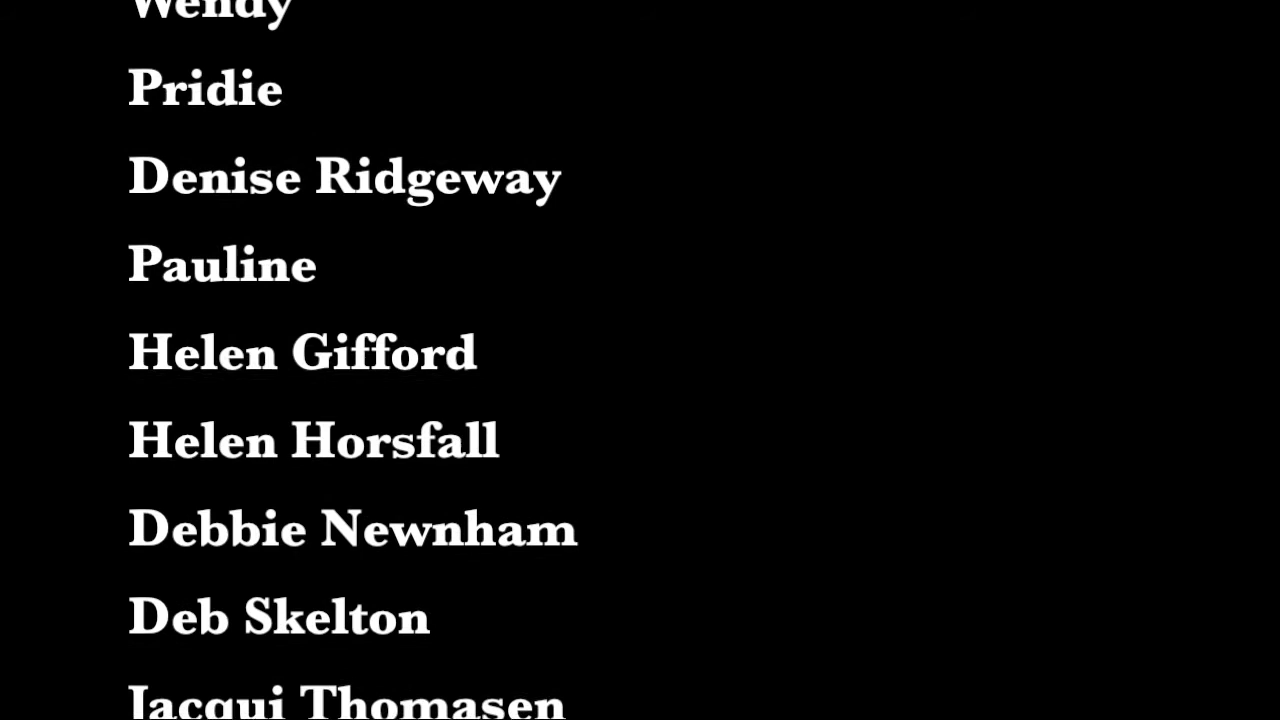 Wendy
Pridie
Denise Ridgeway
Pauline
Helen Gifford
Helen Horsfall
Debbie Newnham
Deb Skelton
Jacqui Thomasen